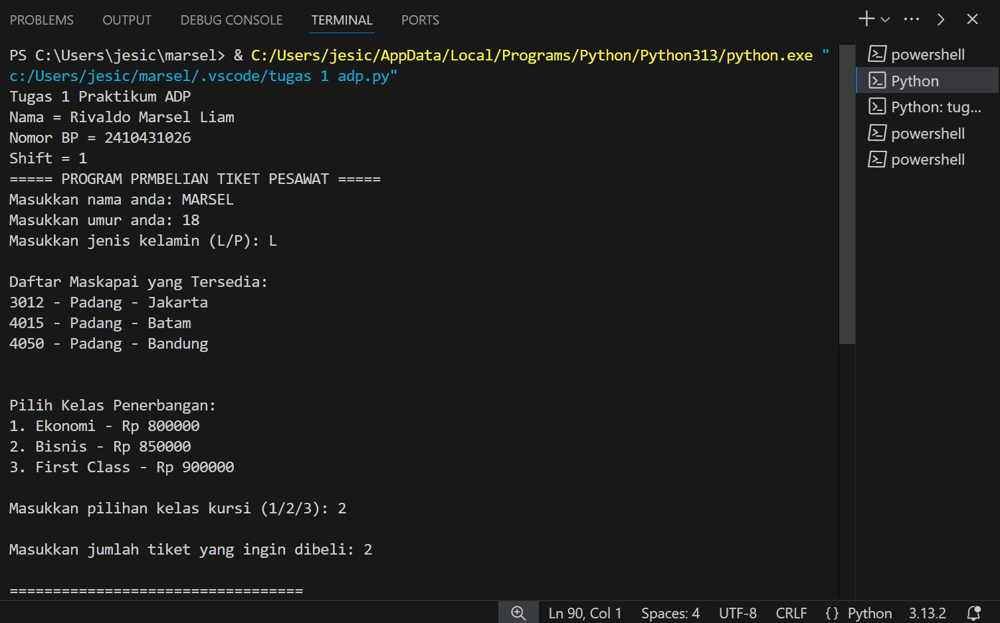 PROBLEMS OUTPUT DEBUG CONSOLE TERMINAL PORTS
PS C:\Users\jesic\marsel> & C:/Users/jesic/AppData/Local/Programs/Python/Python313/python.exe "
c:/Users/jesic/marsel/.vscode/tugas 1 adp.py"
Tugas 1 Praktikum ADP
Nama = Rivaldo Marsel Liam
Nomor BP = 2410431026
Shift = 1
===== PROGRAM PRMBELIAN TIKET PESAWAT =====
Masukkan nama anda: MARSEL
Masukkan umur anda: 18
Masukkan jenis kelamin (L/P): L
Daftar Maskapai yang Tersedia:
3012 - Padang - Jakarta
4015 - Padang - Batam
4050 - Padang - Bandung
Pilih Kelas Penerbangan:
1. Ekonomi - Rp 800000
2. Bisnis - Rp 850000
3. First Class - Rp 900000
Masukkan pilihan kelas kursi (1/2/3): 2
Masukkan jumlah tiket yang ingin dibeli: 2
==================================
powershell
Python
Python: tug...
powershell
powershell
Ln 90, Col 1 Spaces: 4 UTF-8 CRLF {} Python 3.13.2